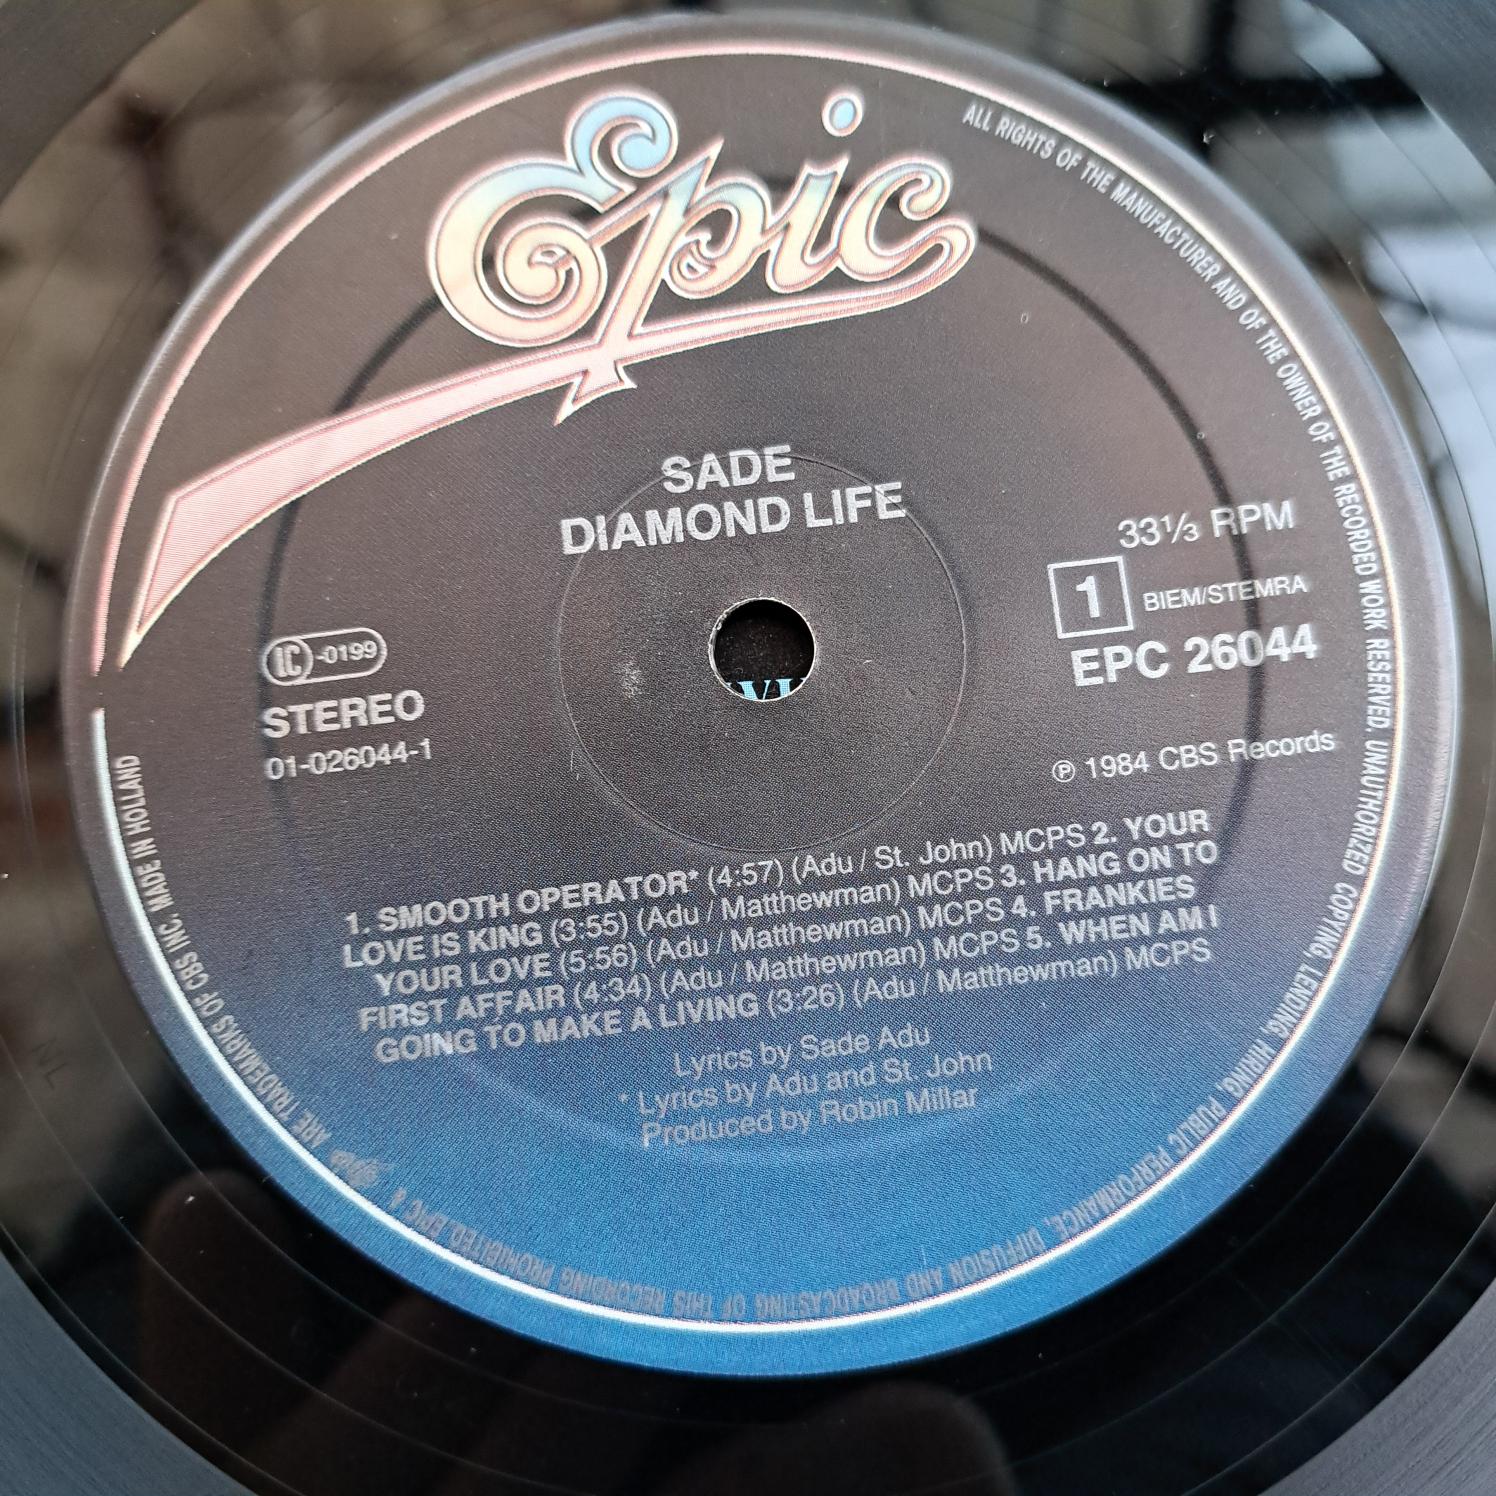 Epic
ALL RIGHTS OF THE MANUFACTURER AND OF THE OWNER OF THE RECORDED WORK RESERVED. UNAUTHORIZED COPYING, LENDING, HIRING, PUBLIC PERFORMANCE, DIFFUSION AND BROADCASTING OF THIS RECORDING PROHIBITED. EPIC & Epic ARE TRADEMARKS OF CBS INC. MADE IN HOLLAND
SADE
DIAMOND LIFE
33⅓ RPM
1 BIEM/STEMRA
EPC 26044
LC -0199
STEREO
01-026044-1
℗ 1984 CBS Records
1. SMOOTH OPERATOR* (4:57) (Adu / St. John) MCPS 2. YOUR
LOVE IS KING (3:55) (Adu / Matthewman) MCPS 3. HANG ON TO
YOUR LOVE (5:56) (Adu / Matthewman) MCPS 4. FRANKIES
FIRST AFFAIR (4:34) (Adu / Matthewman) MCPS 5. WHEN AM I
GOING TO MAKE A LIVING (3:26) (Adu / Matthewman) MCPS
Lyrics by Sade Adu
* Lyrics by Adu and St. John
Produced by Robin Millar
NL